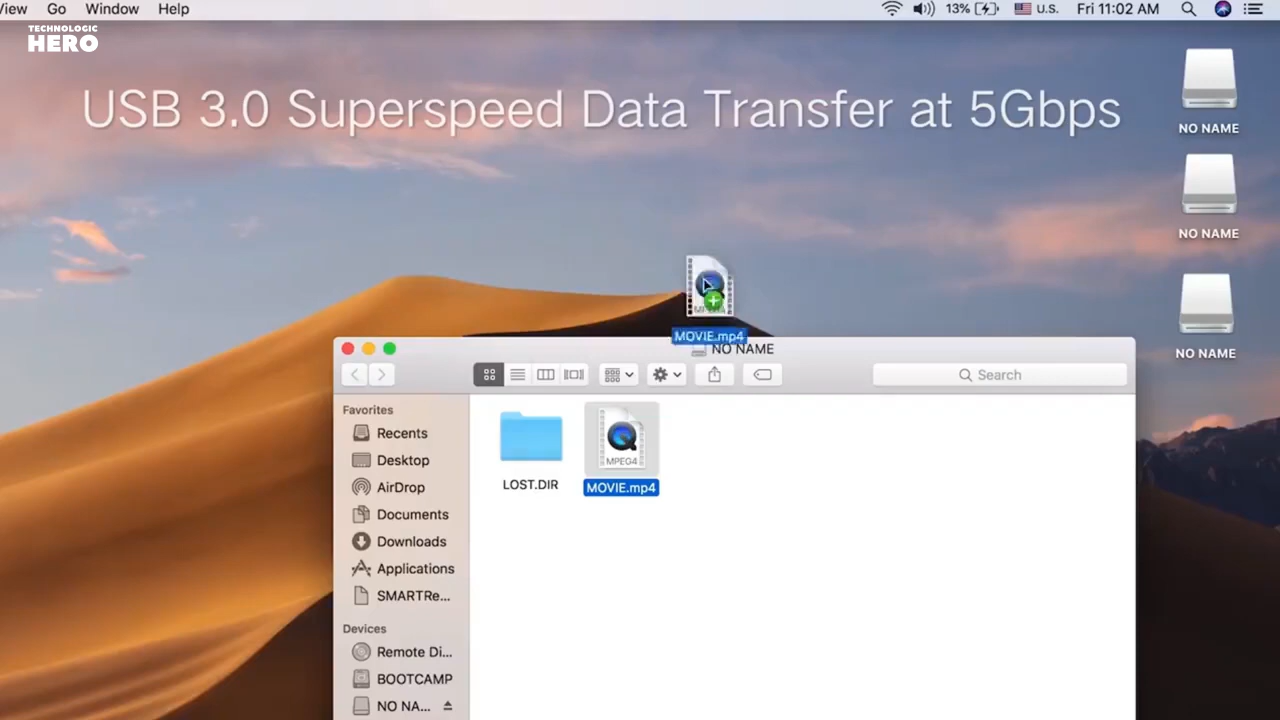 View Go Window Help 13% U.S. Fri 11:02 AM
TECHNOLOGIC
HERO
USB 3.0 Superspeed Data Transfer at 5Gbps
NO NAME
NO NAME
NO NAME
MOVIE.mp4
NO NAME
Search
Favorites
Recents
Desktop
AirDrop
Documents
Downloads
Applications
SMARTRe...
Devices
Remote Di...
BOOTCAMP
NO NA...
MPEG4
LOST.DIR
MOVIE.mp4